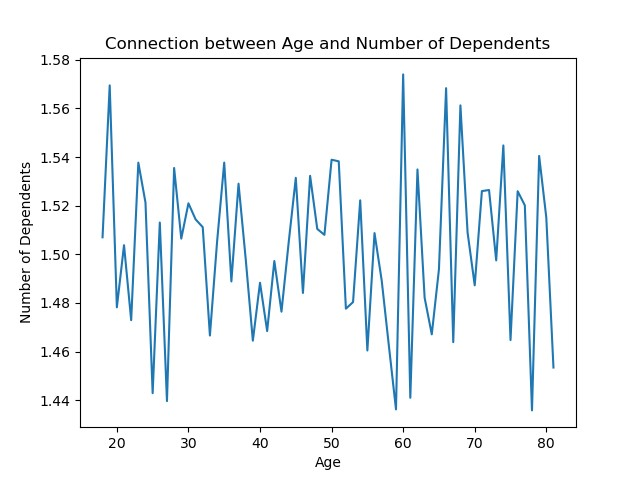 Connection between Age and Number of Dependents
1.58
1.56
1.54
1.52
1.50
1.48
1.46
1.44
Number of Dependents
20 30 40 50 60 70 80
Age